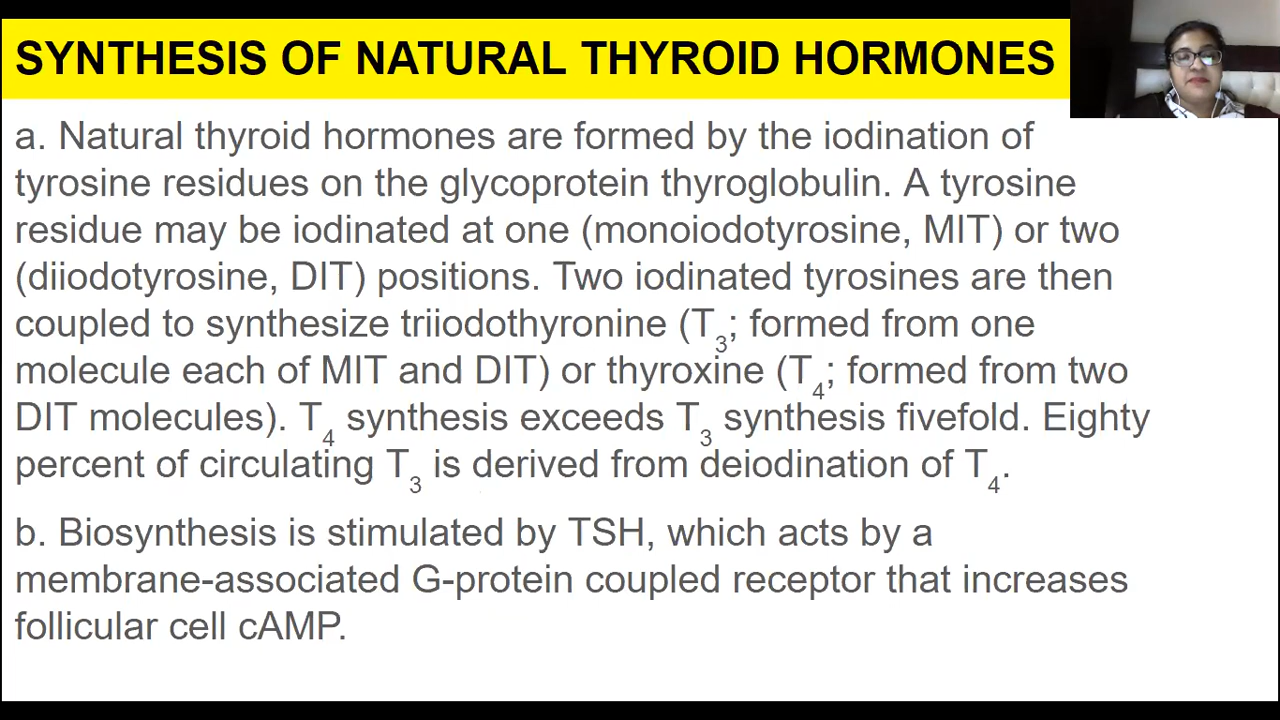 SYNTHESIS OF NATURAL THYROID HORMONES
a. Natural thyroid hormones are formed by the iodination of
tyrosine residues on the glycoprotein thyroglobulin. A tyrosine
residue may be iodinated at one (monoiodotyrosine, MIT) or two
(diiodotyrosine, DIT) positions. Two iodinated tyrosines are then
coupled to synthesize triiodothyronine (T₃; formed from one
molecule each of MIT and DIT) or thyroxine (T₄; formed from two
DIT molecules). T₄ synthesis exceeds T₃ synthesis fivefold. Eighty
percent of circulating T₃ is derived from deiodination of T₄.
b. Biosynthesis is stimulated by TSH, which acts by a
membrane-associated G-protein coupled receptor that increases
follicular cell cAMP.